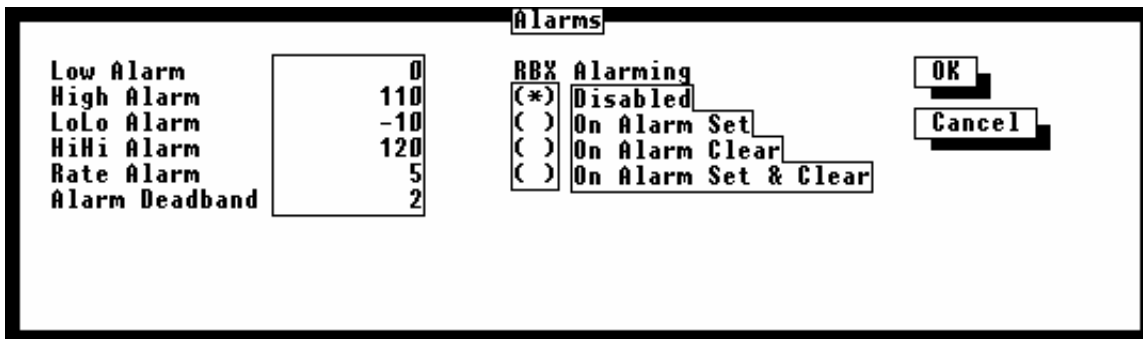 Alarms
Low Alarm 0
High Alarm 110
LoLo Alarm -10
HiHi Alarm 120
Rate Alarm 5
Alarm Deadband 2
RBX Alarming
(*) Disabled
( ) On Alarm Set
( ) On Alarm Clear
( ) On Alarm Set & Clear
OK
Cancel